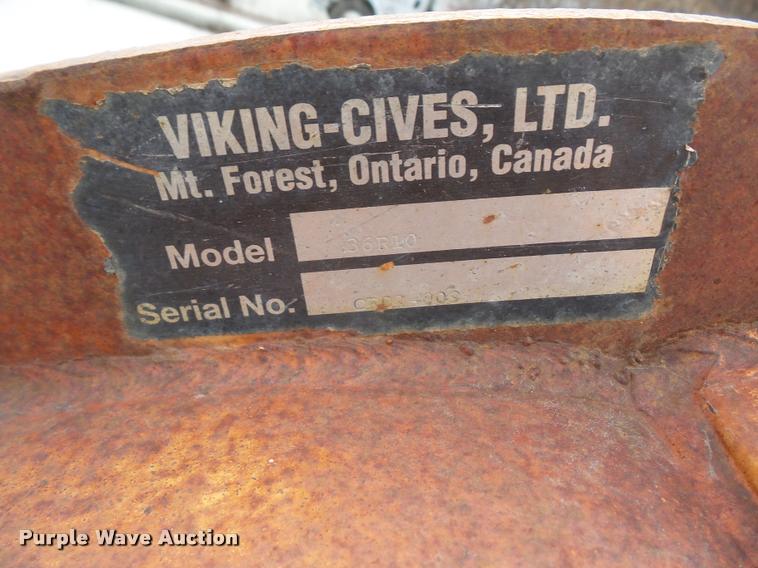 VIKING-CIVES, LTD.
Mt. Forest, Ontario, Canada
Model 36R10
Serial No.
Purple Wave Auction